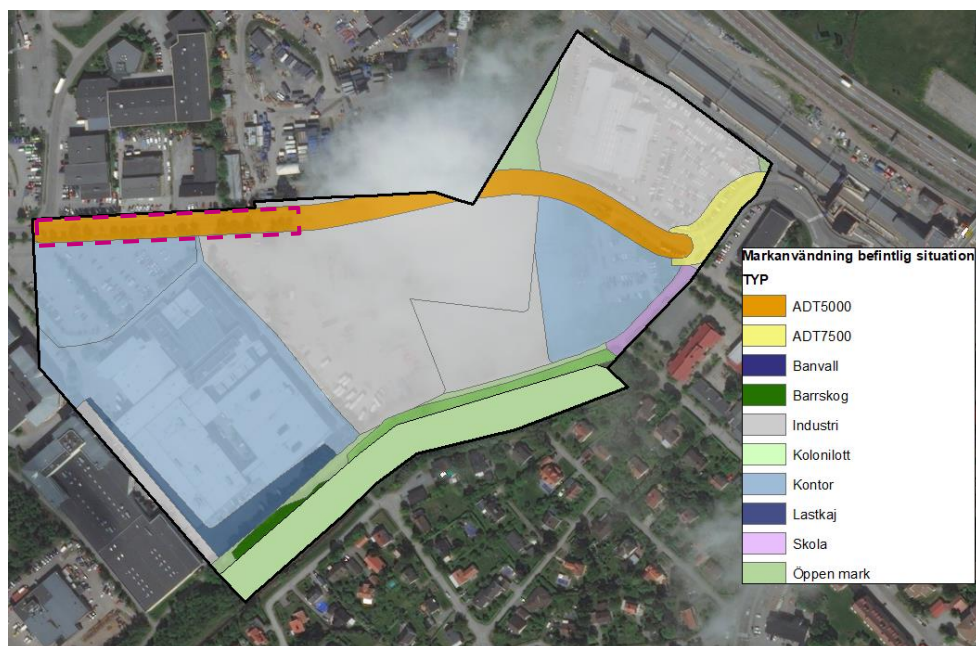 Markanvändning befintlig situation
TYP
ADT5000
ADT7500
Banvall
Barrskog
Industri
Kolonilott
Kontor
Lastkaj
Skola
Öppen mark